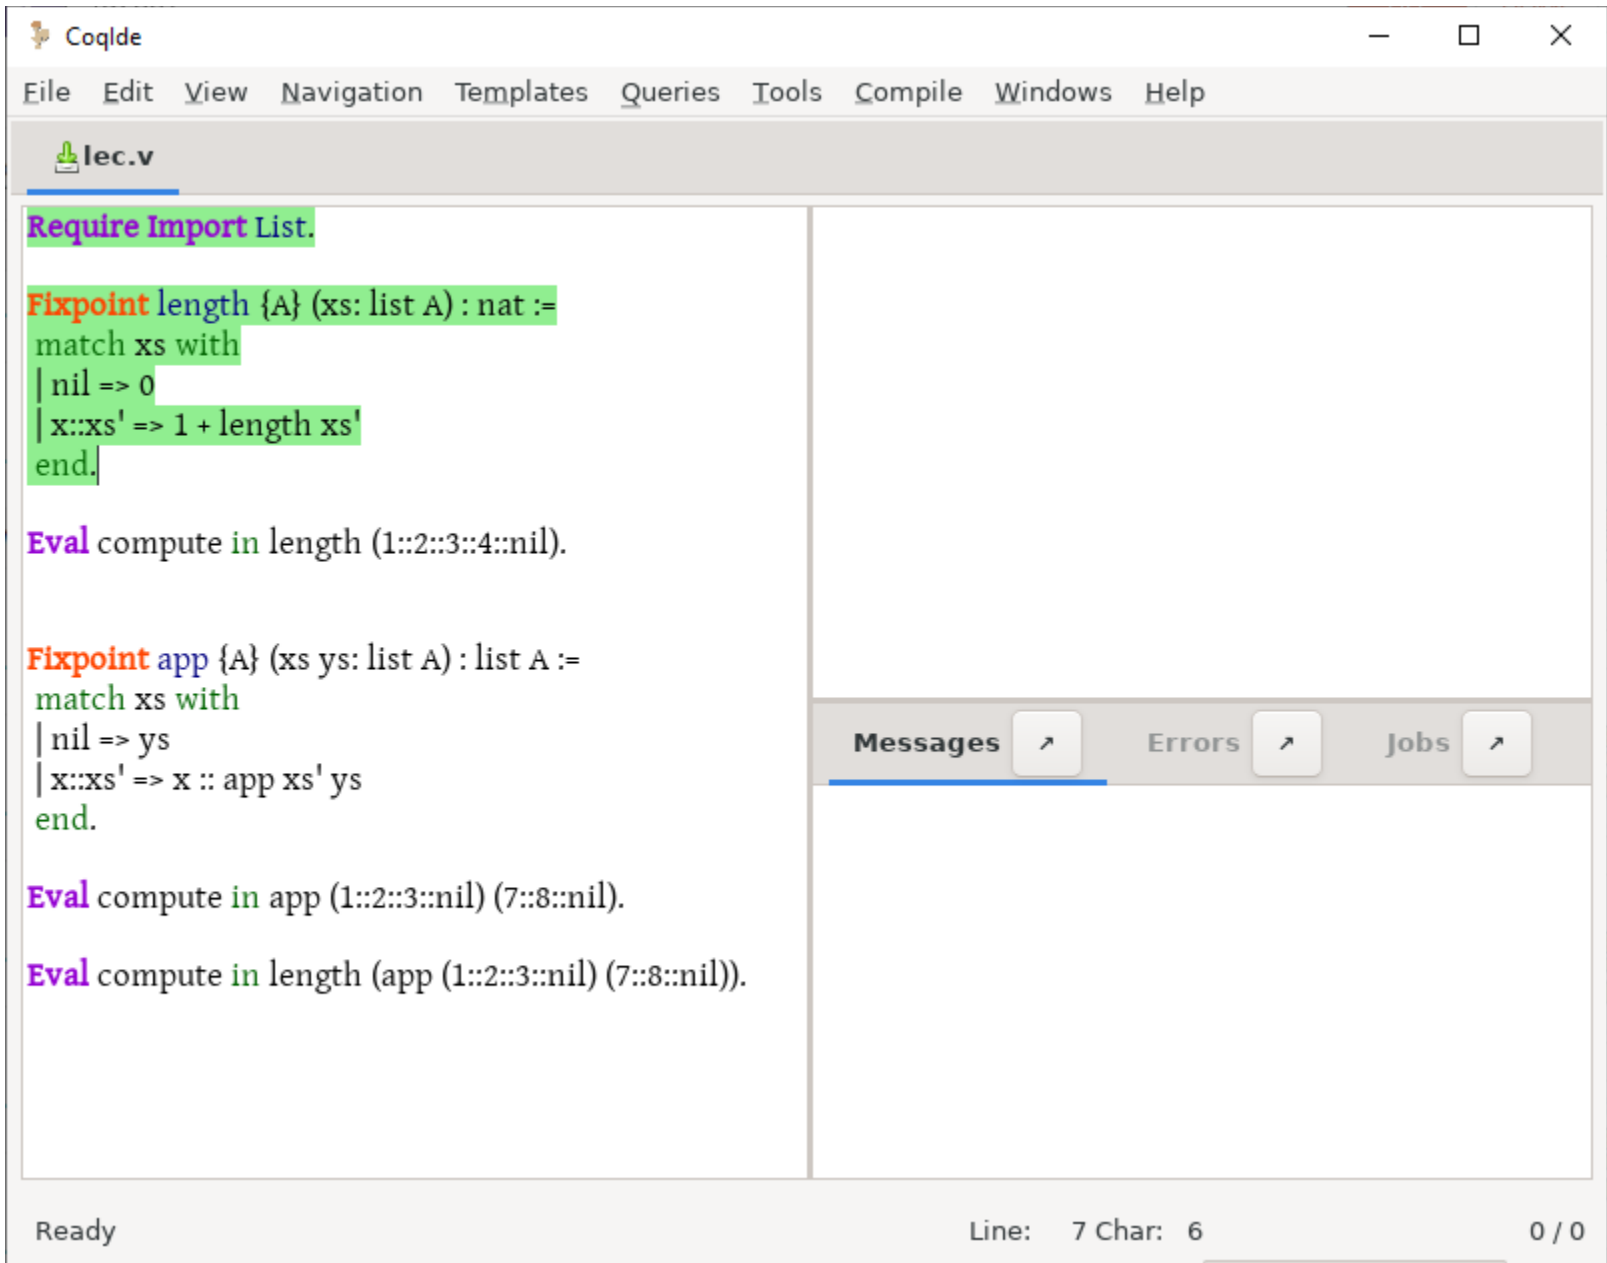 CoqIde
File Edit View Navigation Templates Queries Tools Compile Windows Help
lec.v
Require Import List.
Fixpoint length {A} (xs: list A) : nat :=
match xs with
| nil => 0
| x::xs' => 1 + length xs'
end.
Eval compute in length (1::2::3::4::nil).
Fixpoint app {A} (xs ys: list A) : list A :=
match xs with
| nil => ys
| x::xs' => x :: app xs' ys
end.
Eval compute in app (1::2::3::nil) (7::8::nil).
Eval compute in length (app (1::2::3::nil) (7::8::nil)).
Messages ↗ Errors ↗ Jobs ↗
Ready Line: 7 Char: 6 0 / 0